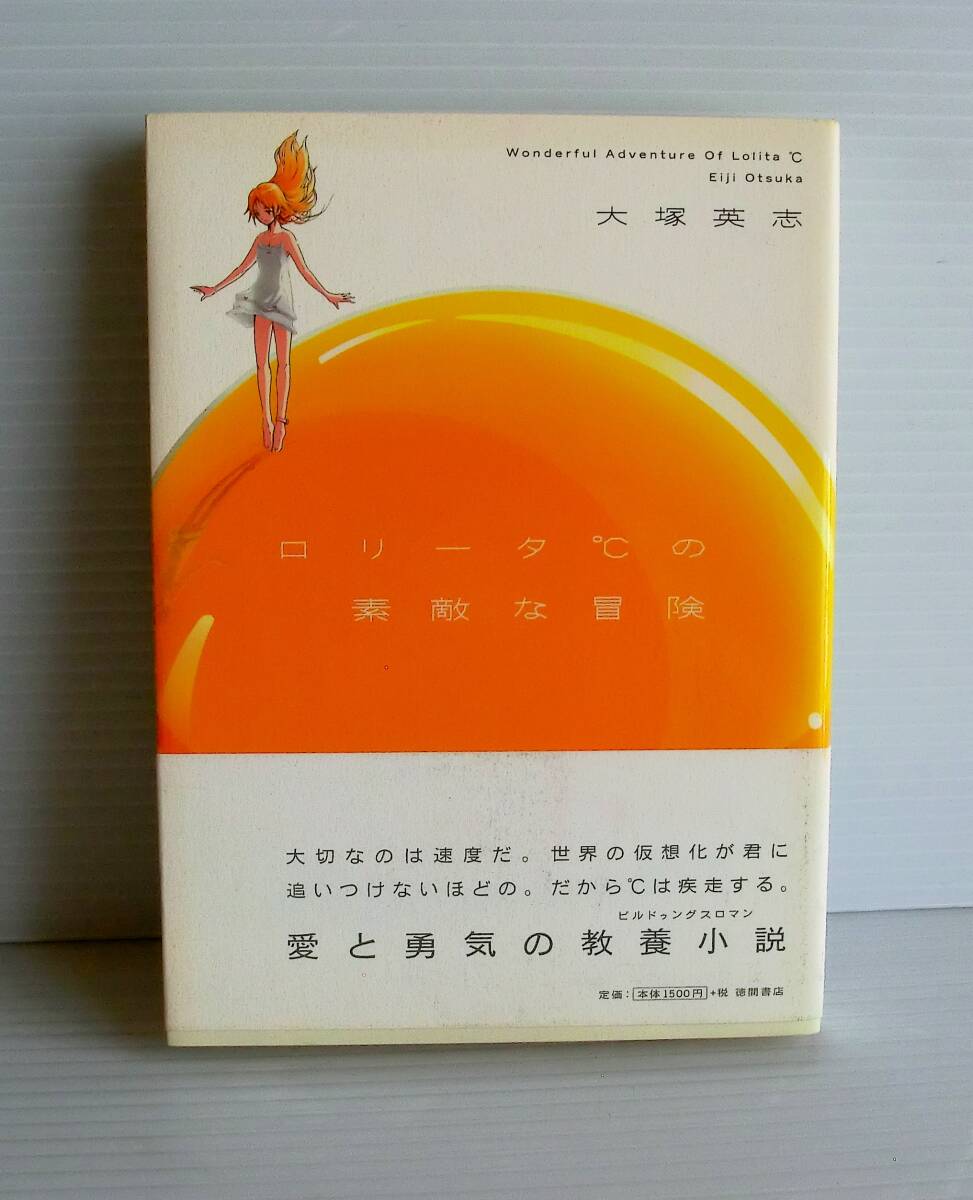 Wonderful Adventure Of Lolita ℃
Eiji Otsuka
大塚英志
ロリータ℃の
素敵な冒険
大切なのは速度だ。世界の仮想化が君に
追いつけないほどの。だから℃は疾走する。
ビルドゥングスロマン
愛と勇気の教養小説
定価：本体1500円+税 徳間書店